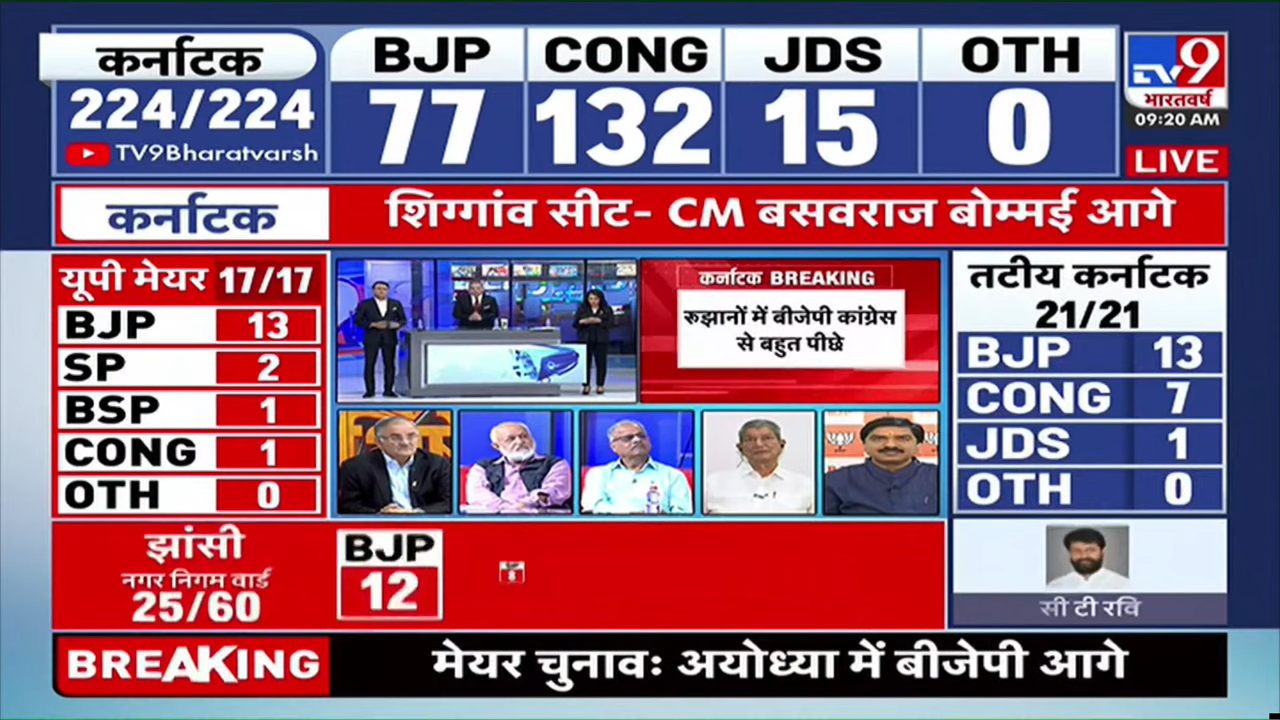 कर्नाटक
224/224
TV9Bharatvarsh
BJP
77
CONG
132
JDS
15
OTH
0
TV9
भारतवर्ष
09:20 AM
LIVE
कर्नाटक
शिग्गांव सीट- CM बसवराज बोम्मई आगे
यूपी मेयर 17/17
BJP 13
SP 2
BSP 1
CONG 1
OTH 0
कर्नाटक BREAKING
रुझानों में बीजेपी कांग्रेस
से बहुत पीछे
तटीय कर्नाटक
21/21
BJP 13
CONG 7
JDS 1
OTH 0
झांसी
नगर निगम वार्ड
25/60
BJP
12
सी टी रवि
BREAKING
मेयर चुनावः अयोध्या में बीजेपी आगे